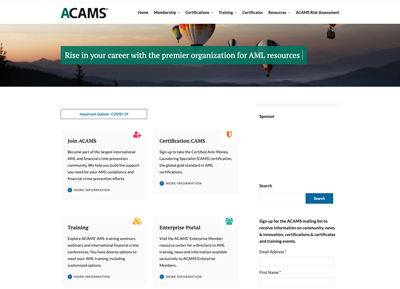 ACAMS
Home Membership Certifications Training Certificates Resources ACAMS Risk Assessment
Rise in your career with the premier organization for AML resources
Important Update - COVID-19
Sponsor
Join ACAMS
Become part of the largest international
AML and financial crime prevention
community. We help you build the support
you need for your AML compliance and
financial crime prevention efforts.
MORE INFORMATION
Certification CAMS
Sign up to take the Certified Anti-Money
Laundering Specialist (CAMS) certification,
the global gold standard in AML
certifications.
MORE INFORMATION
Search
Search
Training
Explore ACAMS' AML training seminars,
webinars and international financial crime
conferences. You have diverse options to
meet your AML training, including
customized options.
MORE INFORMATION
Enterprise Portal
Visit the ACAMS' Enterprise Member
resource center for a directory to AML
training, news and information available
exclusively to ACAMS Enterprise
Members.
MORE INFORMATION
Sign up for the ACAMS mailing list to
receive information on community, news
& innovation, certifications & certificates
and training events.
Email Address *
First Name *